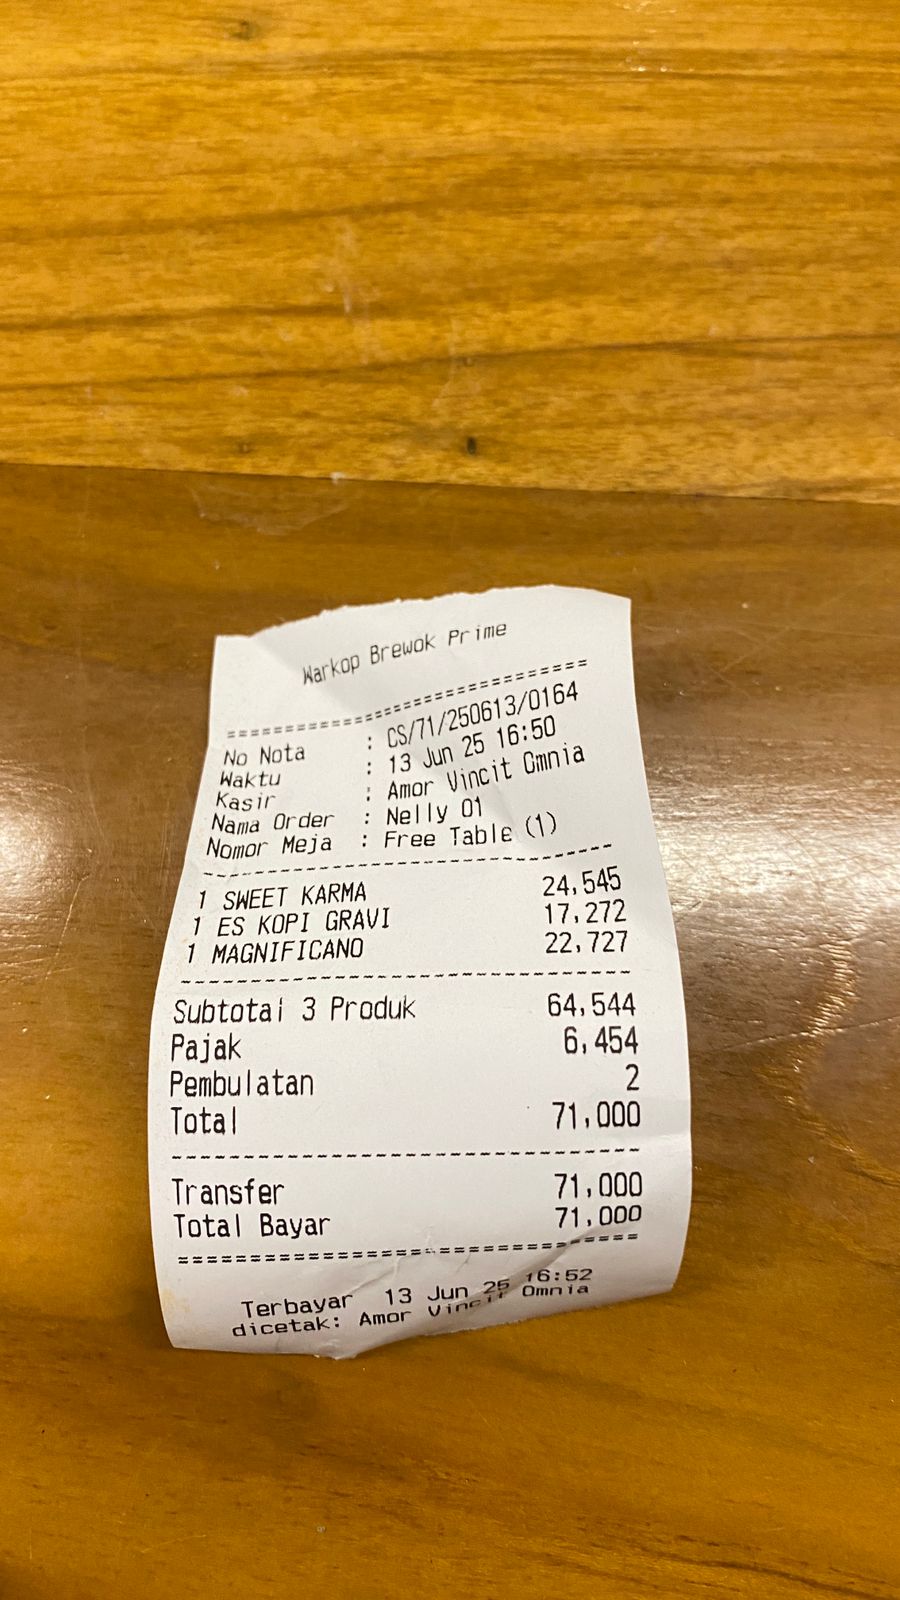 Warkop Brewok Prime
================================
No Nota : CS/71/250613/0164
Waktu : 13 Jun 25 16:50
Kasir : Amor Vincit Omnia
Nama Order : Nelly 01
Nomor Meja : Free Table (1)
--------------------------------
1 SWEET KARMA 24,545
1 ES KOPI GRAVI 17,272
1 MAGNIFICANO 22,727
--------------------------------
Subtotal 3 Produk 64,544
Pajak 6,454
Pembulatan 2
Total 71,000
--------------------------------
Transfer 71,000
Total Bayar 71,000
================================
Terbayar 13 Jun 25 16:52
dicetak: Amor Vincit Omnia